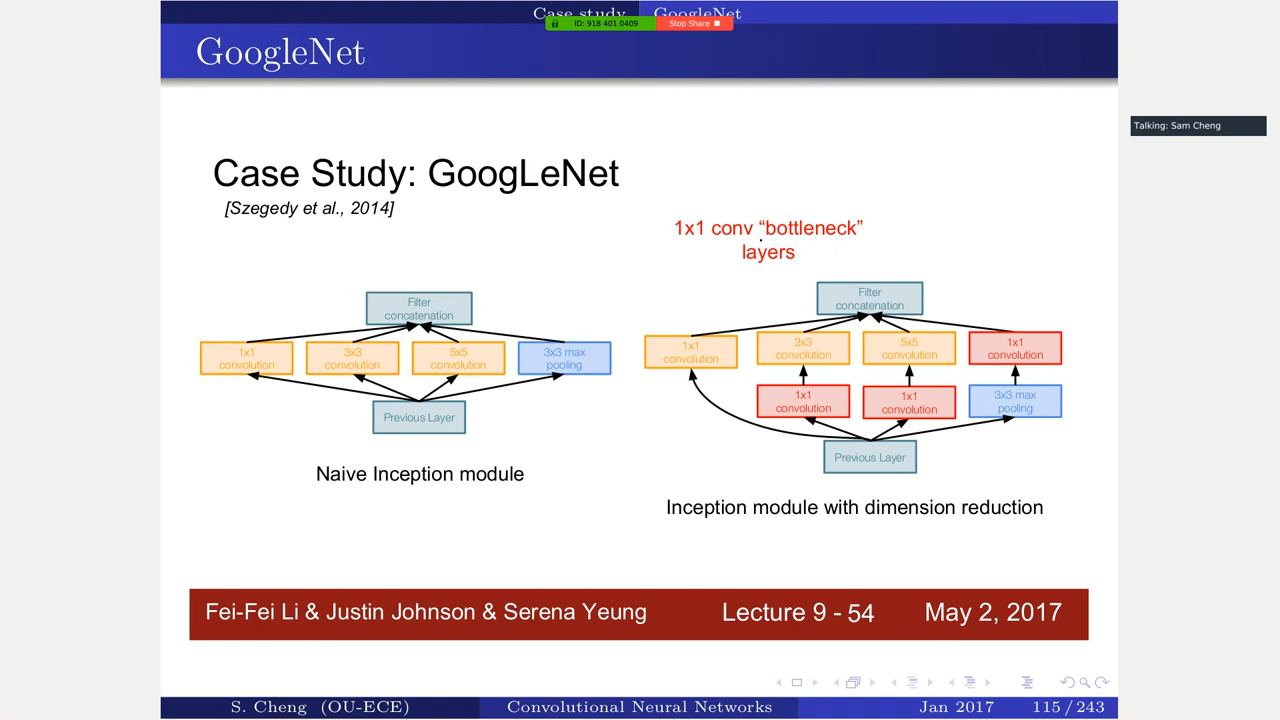 Case study GoogleNet
ID: 918 401 0409 Stop Share
GoogleNet
Talking: Sam Cheng
Case Study: GoogLeNet
[Szegedy et al., 2014]
1x1 conv “bottleneck”
layers
Filter
concatenation
1x1
convolution
3x3
convolution
5x5
convolution
3x3 max
pooling
Previous Layer
Naive Inception module
Filter
concatenation
1x1
convolution
3x3
convolution
5x5
convolution
1x1
convolution
1x1
convolution
1x1
convolution
3x3 max
pooling
Previous Layer
Inception module with dimension reduction
Fei-Fei Li & Justin Johnson & Serena Yeung Lecture 9 - 54 May 2, 2017
S. Cheng (OU-ECE) Convolutional Neural Networks Jan 2017 115 / 243